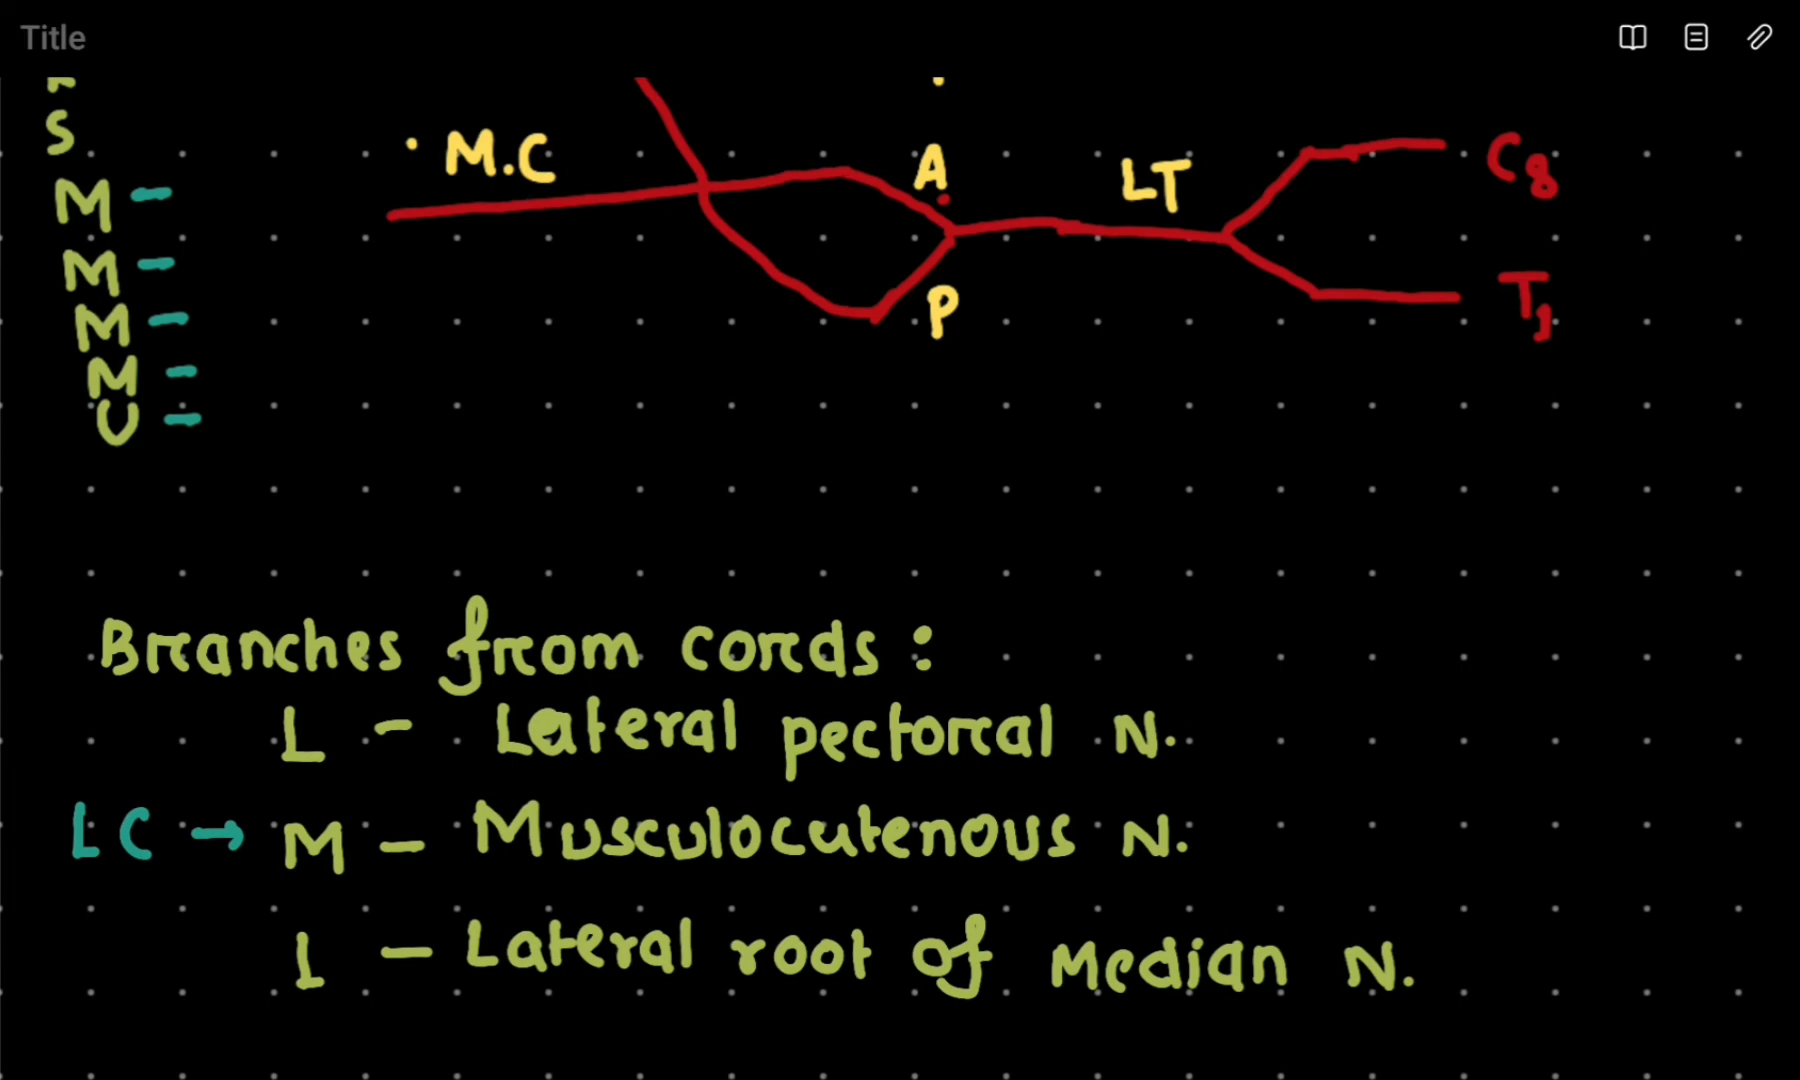 Title
S
M -
M -
M -
M -
U -
M.C
A
P
LT
C8
T1
Branches from cords :
L - Lateral pectoral N.
LC → M - Musculocutenous N.
L - Lateral root of Median N.